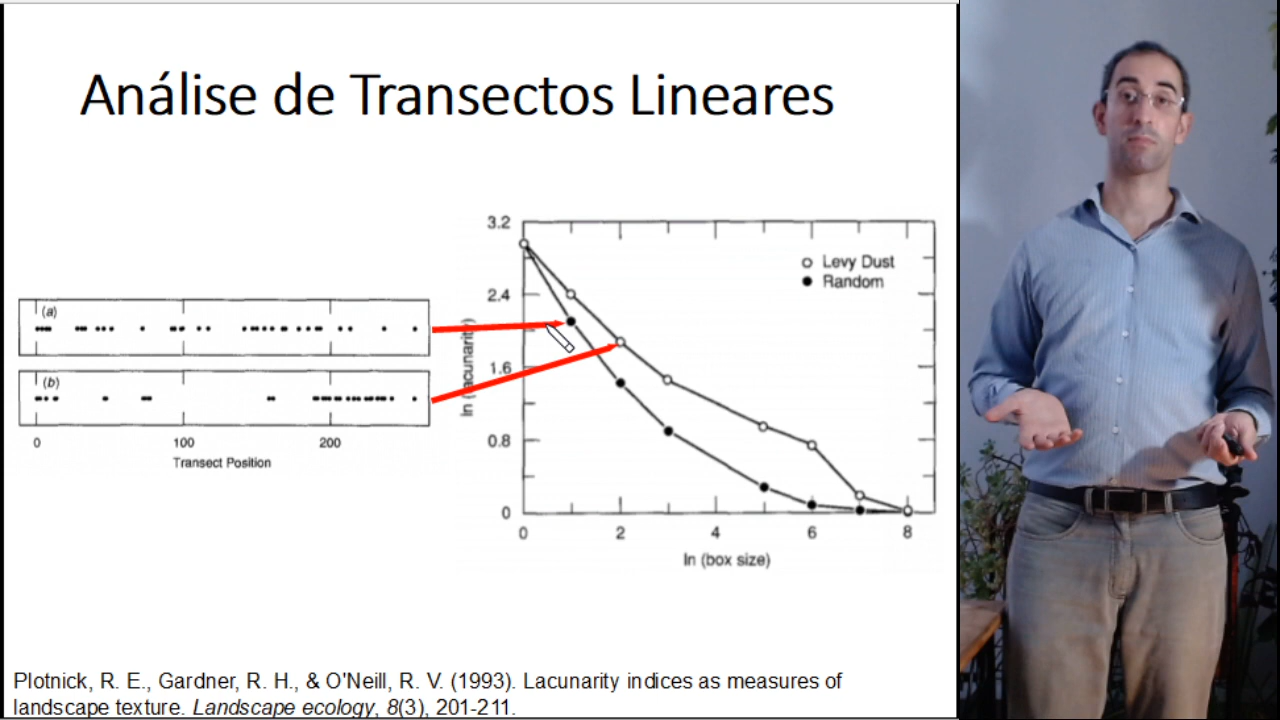 Análise de Transectos Lineares
(a)
(b)
0 100 200
Transect Position
3.2
2.4
1.6
0.8
0
ln (lacunarity)
Levy Dust
Random
0 2 4 6 8
ln (box size)
Plotnick, R. E., Gardner, R. H., & O'Neill, R. V. (1993). Lacunarity indices as measures of
landscape texture. Landscape ecology, 8(3), 201-211.